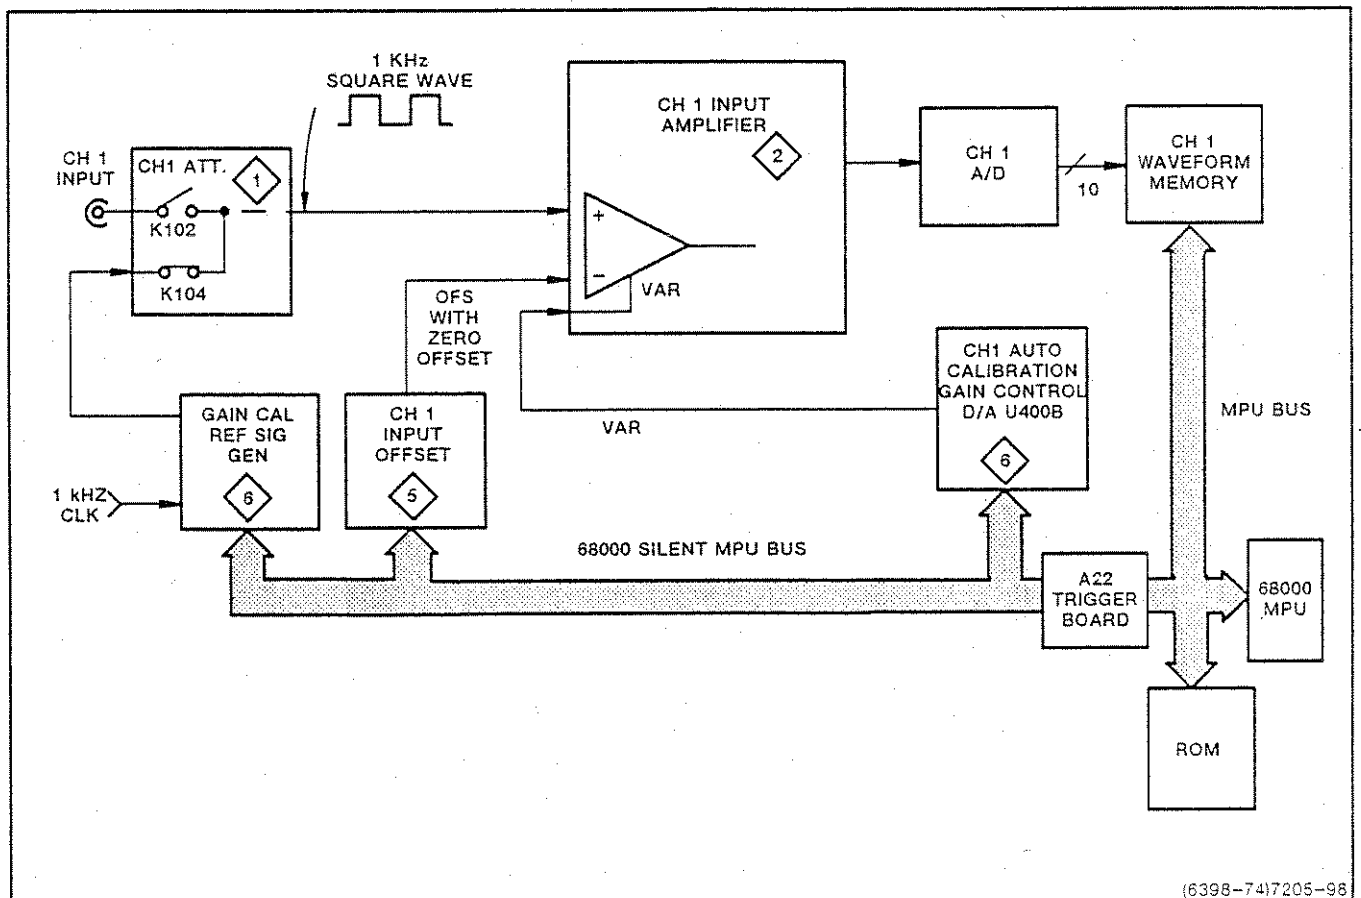 1 KHz
SQUARE WAVE
CH 1
INPUT
CH1 ATT.
1
K102
K104
CH 1 INPUT
AMPLIFIER
2
+
−
VAR
CH 1
A/D
10
CH 1
WAVEFORM
MEMORY
OFS
WITH
ZERO
OFFSET
VAR
CH1 AUTO
CALIBRATION
GAIN CONTROL
D/A U400B
6
MPU BUS
GAIN CAL
REF SIG
GEN
6
1 kHZ
CLK
CH 1
INPUT
OFFSET
5
68000 SILENT MPU BUS
A22
TRIGGER
BOARD
68000
MPU
ROM
(6398-74)7205-98